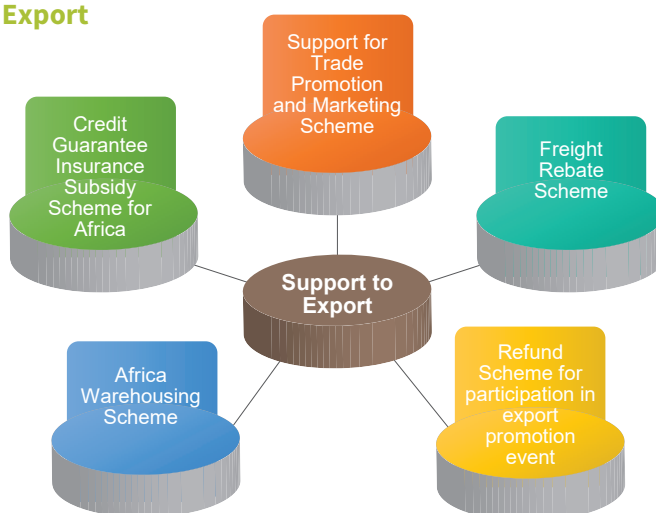 Export
Support for
Trade
Promotion
and Marketing
Scheme
Credit
Guarantee
Insurance
Subsidy
Scheme for
Africa
Freight
Rebate
Scheme
Support to
Export
Africa
Warehousing
Scheme
Refund
Scheme for
participation in
export
promotion
event